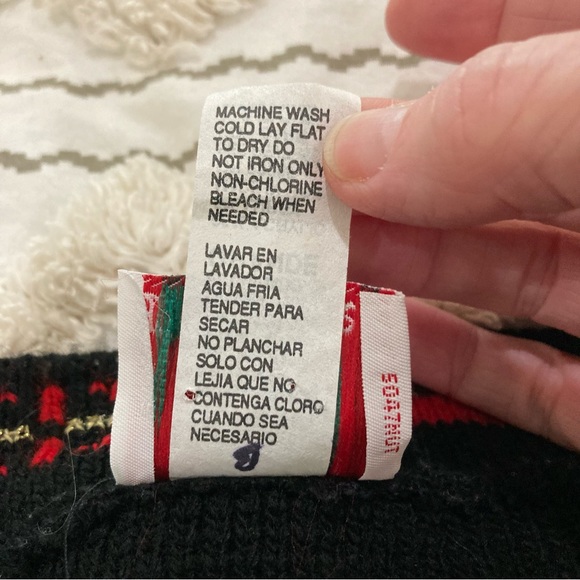 MACHINE WASH
COLD LAY FLAT
TO DRY DO
NOT IRON ONLY
NON-CHLORINE
BLEACH WHEN
NEEDED
LAVAR EN
LAVADOR
AGUA FRIA
TENDER PARA
SECAR
NO PLANCHAR
SOLO CON
LEJIA QUE NO
CONTENGA CLORO
CUANDO SEA
NECESARIO